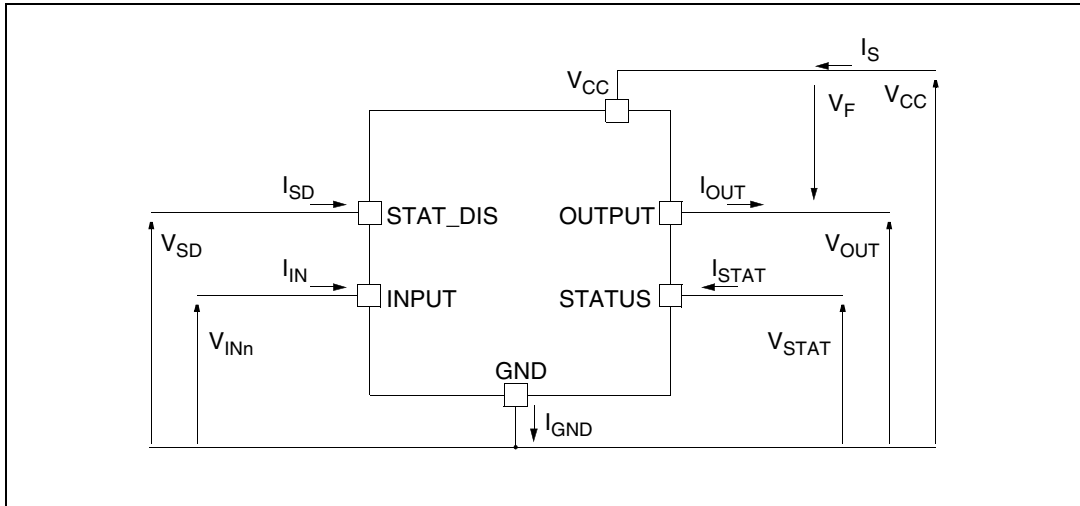 I_S
V_CC
V_F
V_CC
I_SD
I_OUT
STAT_DIS
OUTPUT
V_SD
V_OUT
I_IN
I_STAT
INPUT
STATUS
V_INn
V_STAT
GND
I_GND